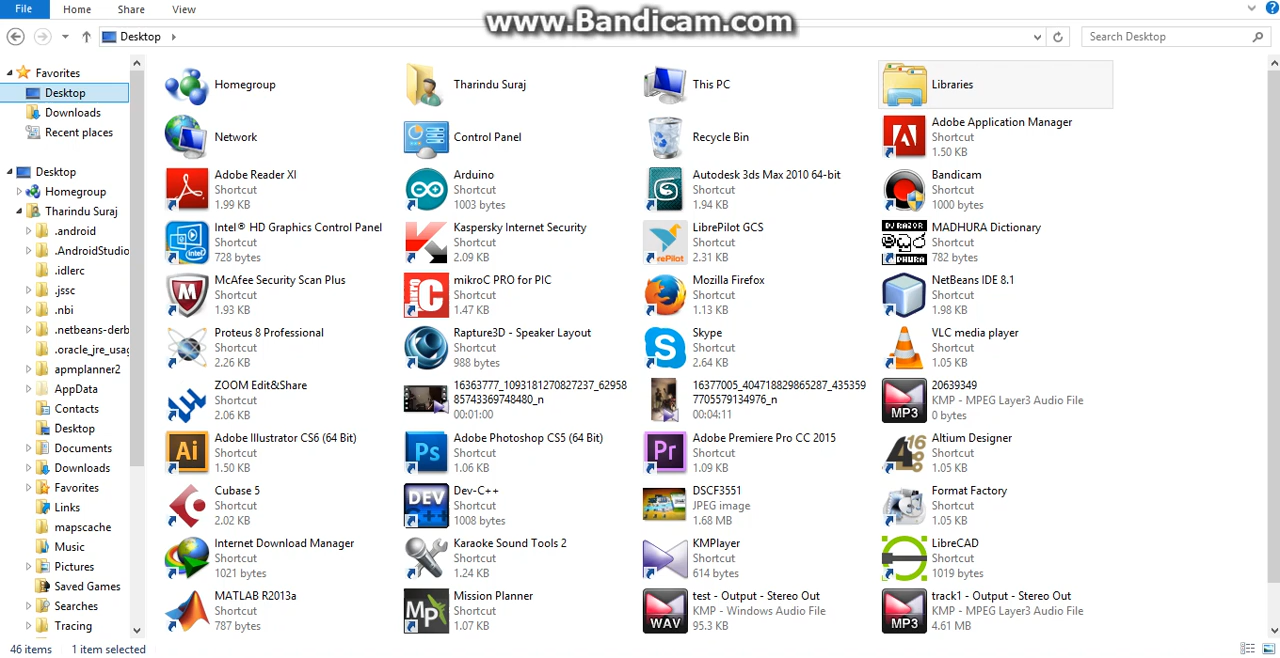 www.Bandicam.com
File Home Share View
Desktop
Search Desktop
Favorites
Desktop
Downloads
Recent places
Desktop
Homegroup
Tharindu Suraj
.android
.AndroidStudio
.idlerc
.jssc
.nbi
.netbeans-derb
.oracle_jre_usag
apmplanner2
AppData
Contacts
Desktop
Documents
Downloads
Favorites
Links
mapscache
Music
Pictures
Saved Games
Searches
Tracing
Homegroup
Tharindu Suraj
This PC
Libraries
Network
Control Panel
Recycle Bin
Adobe Application Manager
Shortcut
1.50 KB
Adobe Reader XI
Shortcut
1.99 KB
Arduino
Shortcut
1003 bytes
Autodesk 3ds Max 2010 64-bit
Shortcut
1.94 KB
Bandicam
Shortcut
1000 bytes
Intel® HD Graphics Control Panel
Shortcut
728 bytes
Kaspersky Internet Security
Shortcut
2.09 KB
LibrePilot GCS
Shortcut
2.31 KB
rePilot
MADHURA Dictionary
Shortcut
782 bytes
DJ RAZOR
McAfee Security Scan Plus
Shortcut
1.93 KB
mikroC PRO for PIC
Shortcut
1.47 KB
Mozilla Firefox
Shortcut
1.13 KB
NetBeans IDE 8.1
Shortcut
1.98 KB
Proteus 8 Professional
Shortcut
2.26 KB
Rapture3D - Speaker Layout
Shortcut
988 bytes
Skype
Shortcut
2.64 KB
VLC media player
Shortcut
1.05 KB
ZOOM Edit&Share
Shortcut
2.06 KB
16363777_1093181270827237_62958
85743369748480_n
00:01:00
16377005_404718829865287_435359
7705579134976_n
00:04:11
MP3
20639349
KMP - MPEG Layer3 Audio File
0 bytes
Ai
Adobe Illustrator CS6 (64 Bit)
Shortcut
1.50 KB
Ps
Adobe Photoshop CS5 (64 Bit)
Shortcut
1.06 KB
Pr
Adobe Premiere Pro CC 2015
Shortcut
1.09 KB
Altium Designer
Shortcut
1.05 KB
Cubase 5
Shortcut
2.02 KB
DEV
Dev-C++
Shortcut
1008 bytes
DSCF3551
JPEG image
1.68 MB
Format Factory
Shortcut
1.05 KB
Internet Download Manager
Shortcut
1021 bytes
Karaoke Sound Tools 2
Shortcut
1.24 KB
KMPlayer
Shortcut
614 bytes
LibreCAD
Shortcut
1019 bytes
MATLAB R2013a
Shortcut
787 bytes
Mp
Mission Planner
Shortcut
1.07 KB
WAV
test - Output - Stereo Out
KMP - Windows Audio File
95.3 KB
MP3
track1 - Output - Stereo Out
KMP - MPEG Layer3 Audio File
4.61 MB
46 items 1 item selected